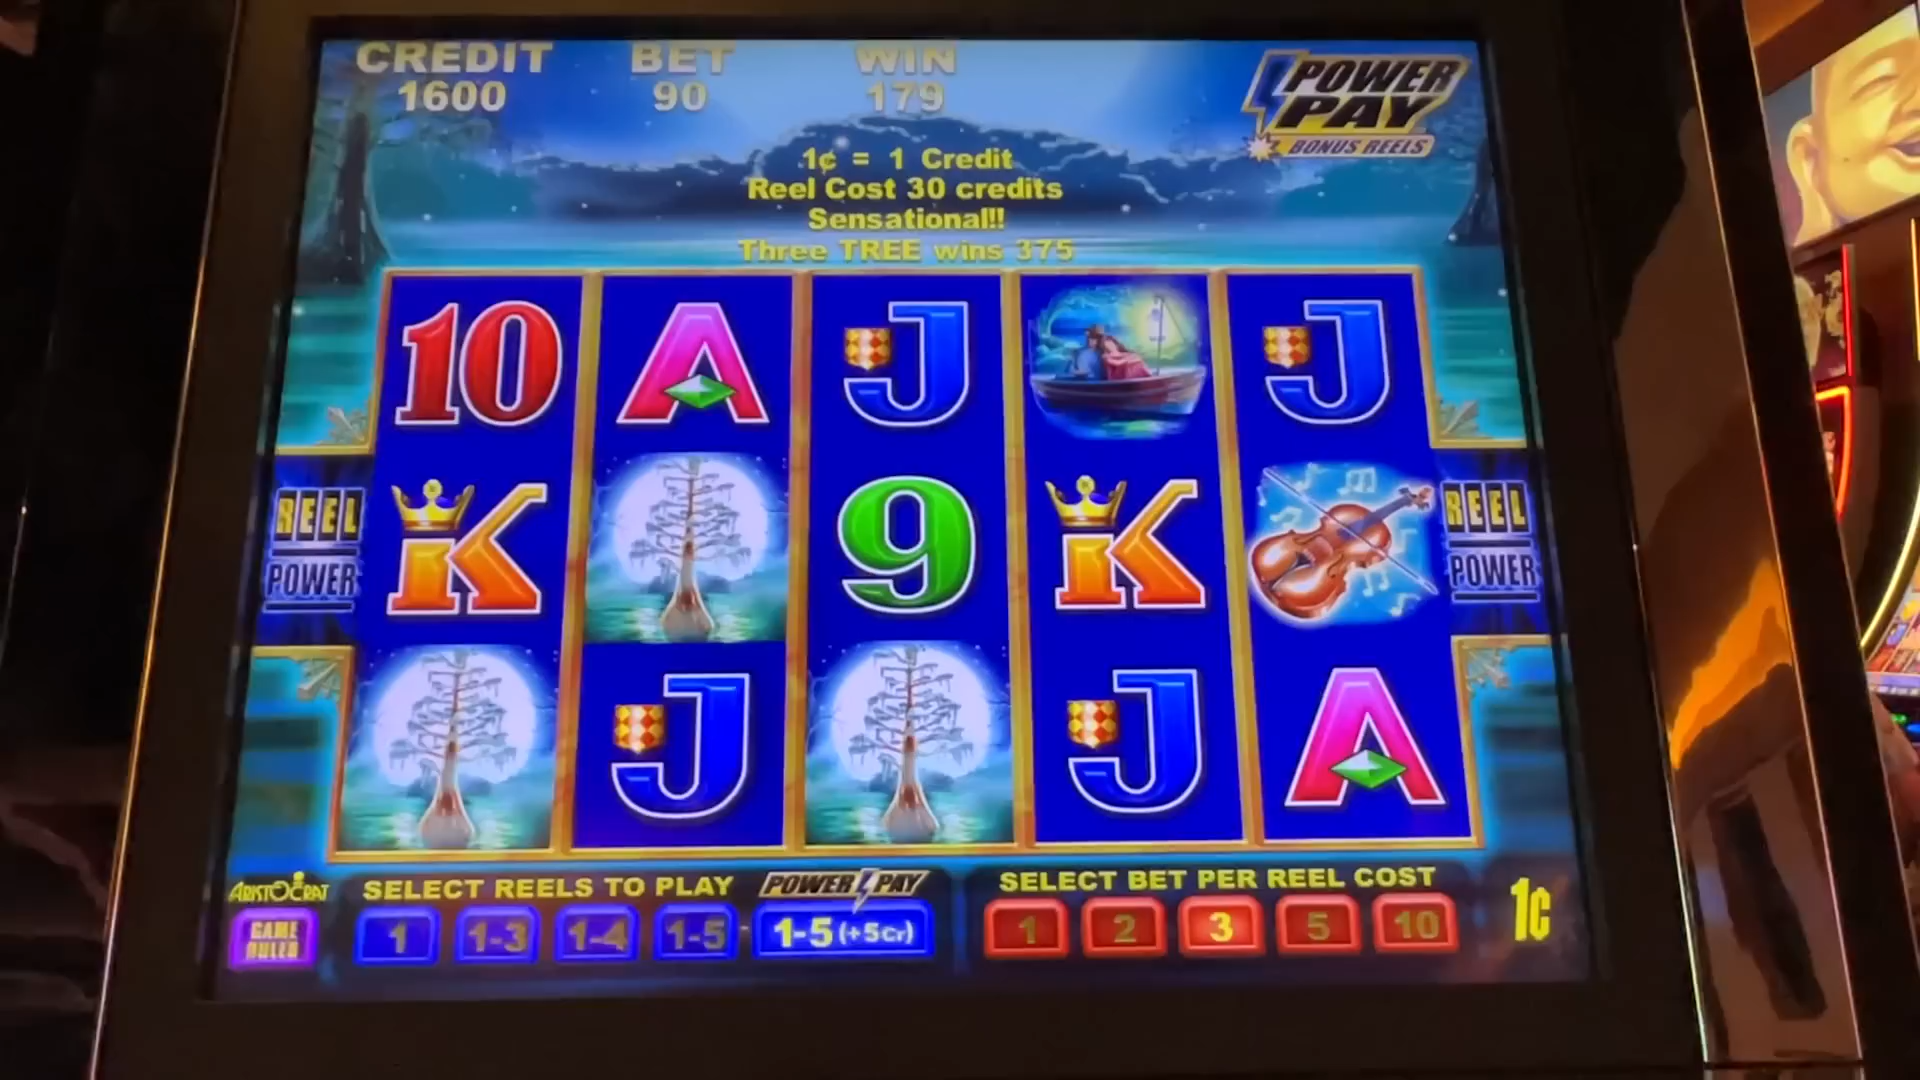 CREDIT BET WIN
1600 90 179
POWER
PAY
BONUS REELS
1¢ = 1 Credit
Reel Cost 30 credits
Sensational!!
Three TREE wins 375
10 A J J
REEL
POWER
K 9 K
REEL
POWER
J J A
ARISTOCRAT
SELECT REELS TO PLAY
POWER PAY
SELECT BET PER REEL COST
GAME
RULES
1 1-3 1-4 1-5 1-5 (+5Cr)
1 2 3 5 10
1¢